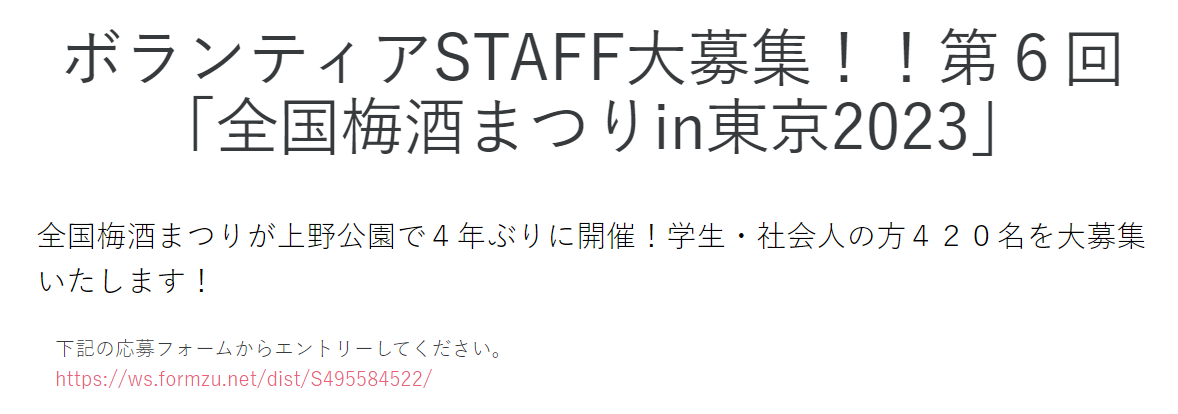 ボランティアSTAFF大募集！！第６回
「全国梅酒まつりin東京2023」
全国梅酒まつりが上野公園で４年ぶりに開催！学生・社会人の方４２０名を大募集
いたします！
下記の応募フォームからエントリーしてください。
https://ws.formzu.net/dist/S495584522/